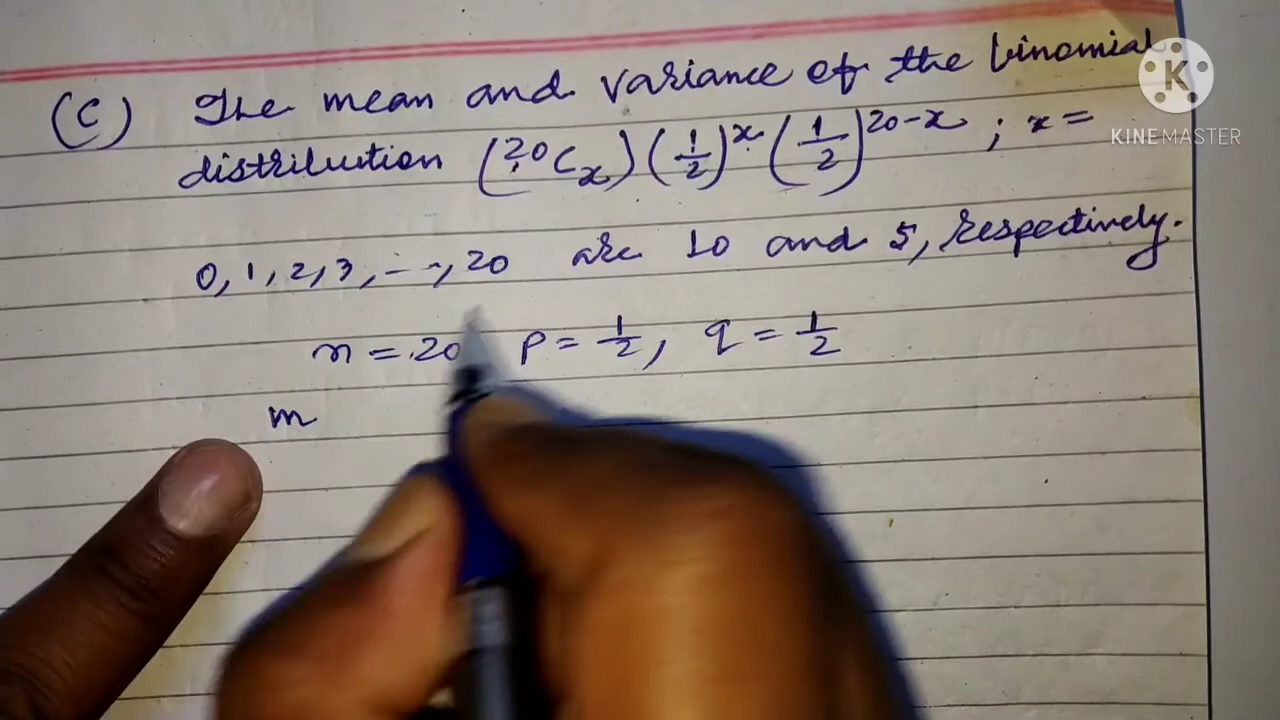 (C) The mean and variance of the binomial
distribution (²⁰Cₓ) (1/2)ˣ (1/2)²⁰⁻ˣ ; x =
0, 1, 2, 3, ..., 20 are 10 and 5, respectively.
n = 20 p = 1/2, q = 1/2
m
K
KINEMASTER